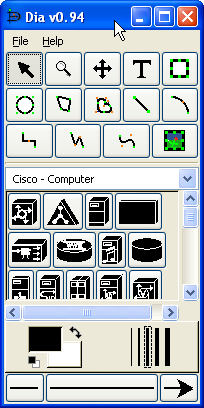 Dia v0.94
File Help
T
Cisco - Computer